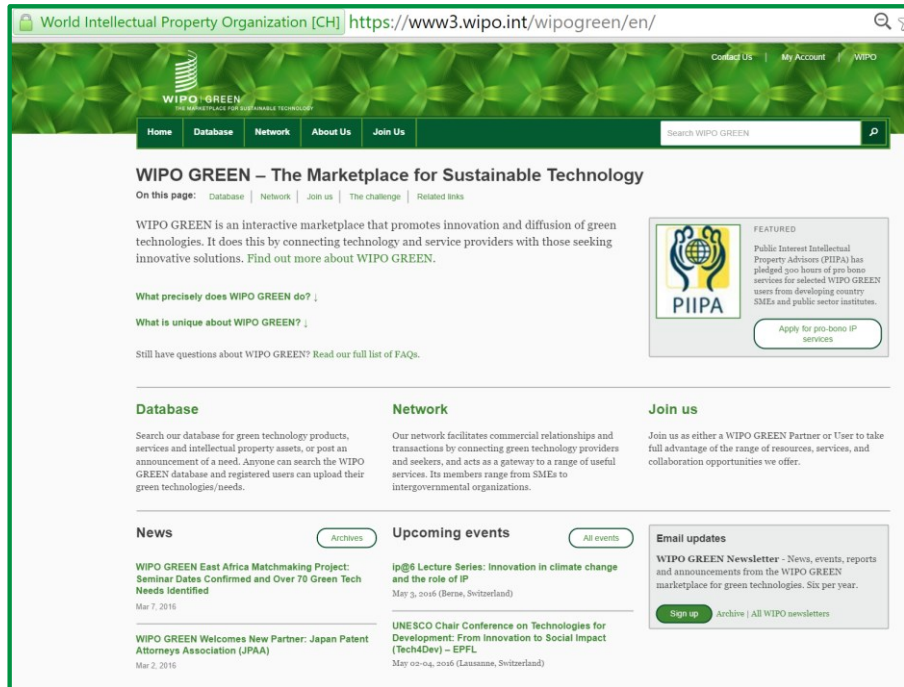 World Intellectual Property Organization [CH] https://www3.wipo.int/wipogreen/en/
Contact Us | My Account | WIPO
WIPO | GREEN
THE MARKETPLACE FOR SUSTAINABLE TECHNOLOGY
Home Database Network About Us Join Us Search WIPO GREEN
WIPO GREEN – The Marketplace for Sustainable Technology
On this page: Database | Network | Join us | The challenge | Related links
WIPO GREEN is an interactive marketplace that promotes innovation and diffusion of green
technologies. It does this by connecting technology and service providers with those seeking
innovative solutions. Find out more about WIPO GREEN.
What precisely does WIPO GREEN do? ↓
What is unique about WIPO GREEN? ↓
Still have questions about WIPO GREEN? Read our full list of FAQs.
PIIPA
FEATURED
Public Interest Intellectual
Property Advisors (PIIPA) has
pledged 300 hours of pro bono
services for selected WIPO GREEN
users from developing country
SMEs and public sector institutes.
Apply for pro-bono IP
services
Database
Search our database for green technology products,
services and intellectual property assets, or post an
announcement of a need. Anyone can search the WIPO
GREEN database and registered users can upload their
green technologies/needs.
Network
Our network facilitates commercial relationships and
transactions by connecting green technology providers
and seekers, and acts as a gateway to a range of useful
services. Its members range from SMEs to
intergovernmental organizations.
Join us
Join us as either a WIPO GREEN Partner or User to take
full advantage of the range of resources, services, and
collaboration opportunities we offer.
News
Archives
WIPO GREEN East Africa Matchmaking Project:
Seminar Dates Confirmed and Over 70 Green Tech
Needs Identified
Mar 7, 2016
WIPO GREEN Welcomes New Partner: Japan Patent
Attorneys Association (JPAA)
Mar 2, 2016
Upcoming events
All events
ip@6 Lecture Series: Innovation in climate change
and the role of IP
May 3, 2016 (Berne, Switzerland)
UNESCO Chair Conference on Technologies for
Development: From Innovation to Social Impact
(Tech4Dev) – EPFL
May 02-04, 2016 (Lausanne, Switzerland)
Email updates
WIPO GREEN Newsletter - News, events, reports
and announcements from the WIPO GREEN
marketplace for green technologies. Six per year.
Sign up Archive | All WIPO newsletters